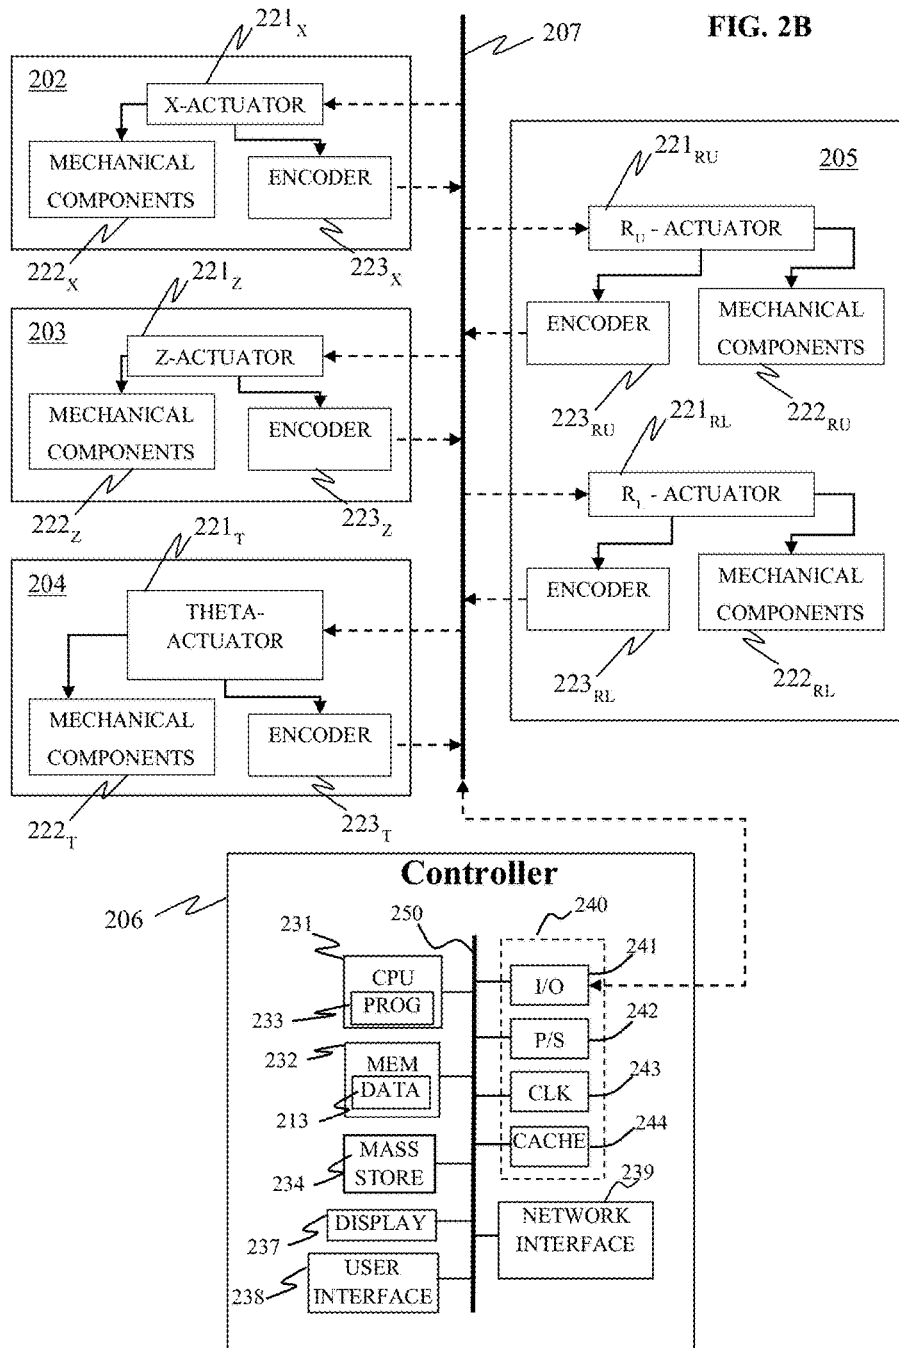 FIG. 2B
207
221X
202
X-ACTUATOR
MECHANICAL
COMPONENTS
ENCODER
222X
223X
221Z
203
Z-ACTUATOR
MECHANICAL
COMPONENTS
ENCODER
222Z
223Z
221T
204
THETA-
ACTUATOR
MECHANICAL
COMPONENTS
ENCODER
222T
223T
221RU
205
RU - ACTUATOR
ENCODER
MECHANICAL
COMPONENTS
223RU
222RU
221RL
RL - ACTUATOR
ENCODER
MECHANICAL
COMPONENTS
223RL
222RL
Controller
206
231
CPU
PROG
233
232
MEM
DATA
213
MASS
STORE
234
DISPLAY
237
USER
INTERFACE
238
250
240
241
I/O
242
P/S
243
CLK
244
CACHE
239
NETWORK
INTERFACE